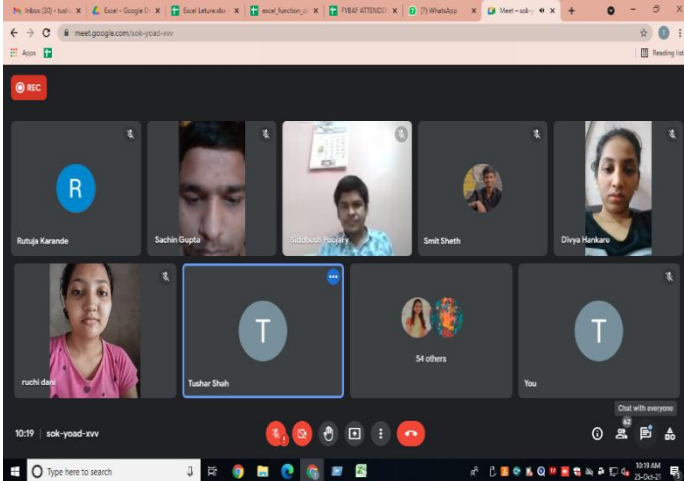 Inbox (30) - tush
Excel - Google D
Excel Leture.xlsx
excel_function_
FYBAF ATTENDE
(7) WhatsApp
Meet – sok-y
meet.google.com/sok-yoad-xvv
Apps
Reading list
REC
R
Rutuja Karande
Sachin Gupta
Siddhesh Poojary
Smit Sheth
Divya Hankare
ruchi dani
T
Tushar Shah
54 others
T
You
Chat with everyone
10:19 | sok-yoad-xvv
62
Type here to search
10:19 AM
25-Oct-21